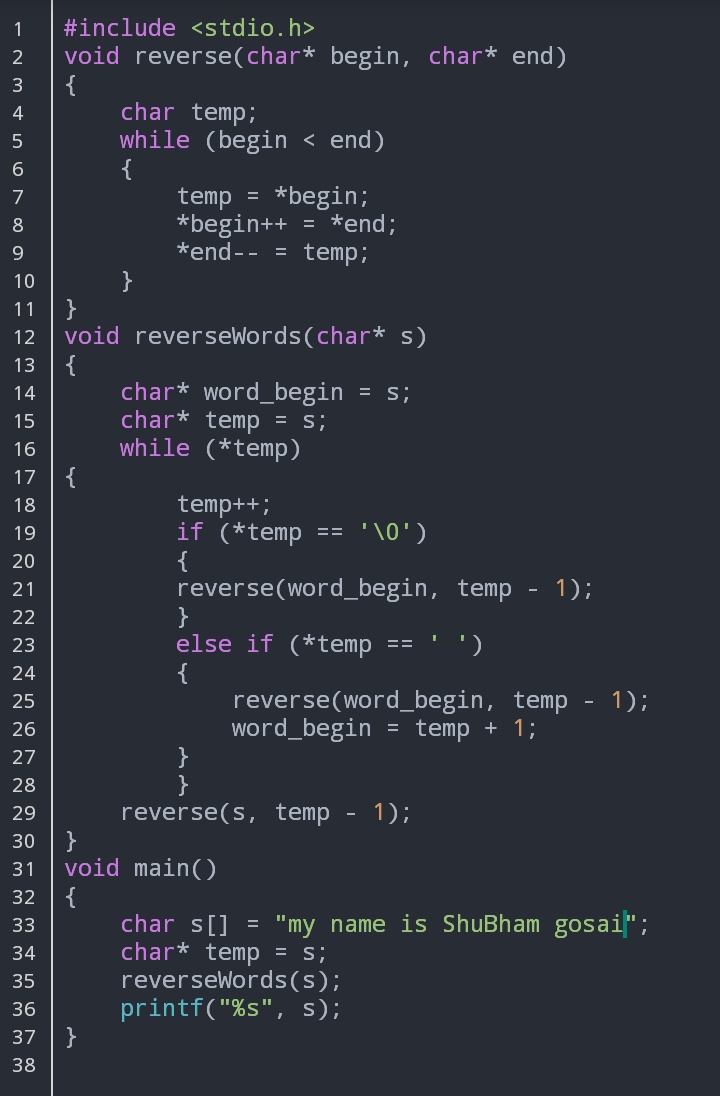 1 #include <stdio.h>
2 void reverse(char* begin, char* end)
3 {
4     char temp;
5     while (begin < end)
6     {
7         temp = *begin;
8         *begin++ = *end;
9         *end-- = temp;
10     }
11 }
12 void reverseWords(char* s)
13 {
14     char* word_begin = s;
15     char* temp = s;
16     while (*temp)
17 {
18         temp++;
19         if (*temp == '\0')
20         {
21         reverse(word_begin, temp - 1);
22         }
23         else if (*temp == ' ')
24         {
25             reverse(word_begin, temp - 1);
26             word_begin = temp + 1;
27         }
28         }
29     reverse(s, temp - 1);
30 }
31 void main()
32 {
33     char s[] = "my name is ShuBham gosai";
34     char* temp = s;
35     reverseWords(s);
36     printf("%s", s);
37 }
38